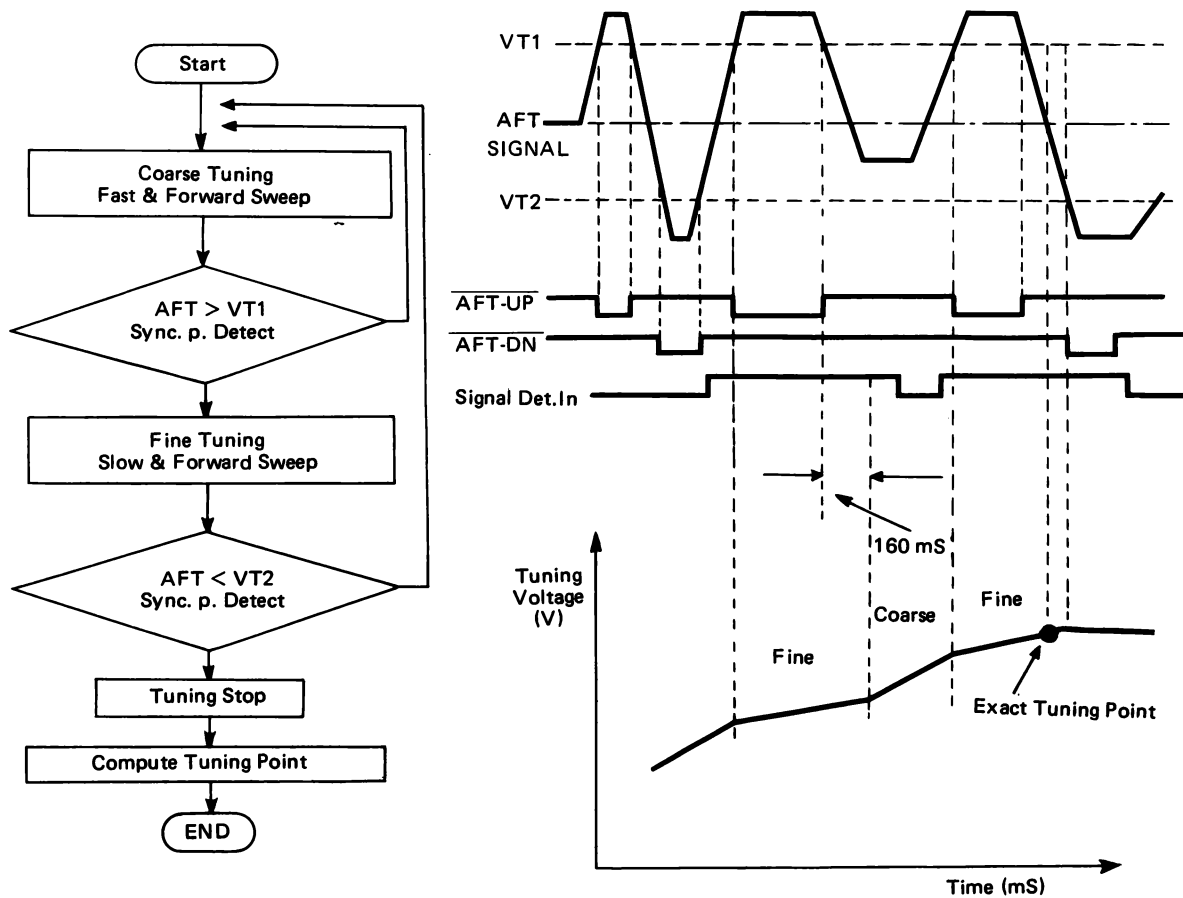 Start
Coarse Tuning
Fast & Forward Sweep
AFT > VT1
Sync. p. Detect
Fine Tuning
Slow & Forward Sweep
AFT < VT2
Sync. p. Detect
Tuning Stop
Compute Tuning Point
END
VT1
AFT
SIGNAL
VT2
AFT-UP
AFT-DN
Signal Det.In
160 mS
Tuning
Voltage
(V)
Fine
Coarse
Fine
Exact Tuning Point
Time (mS)